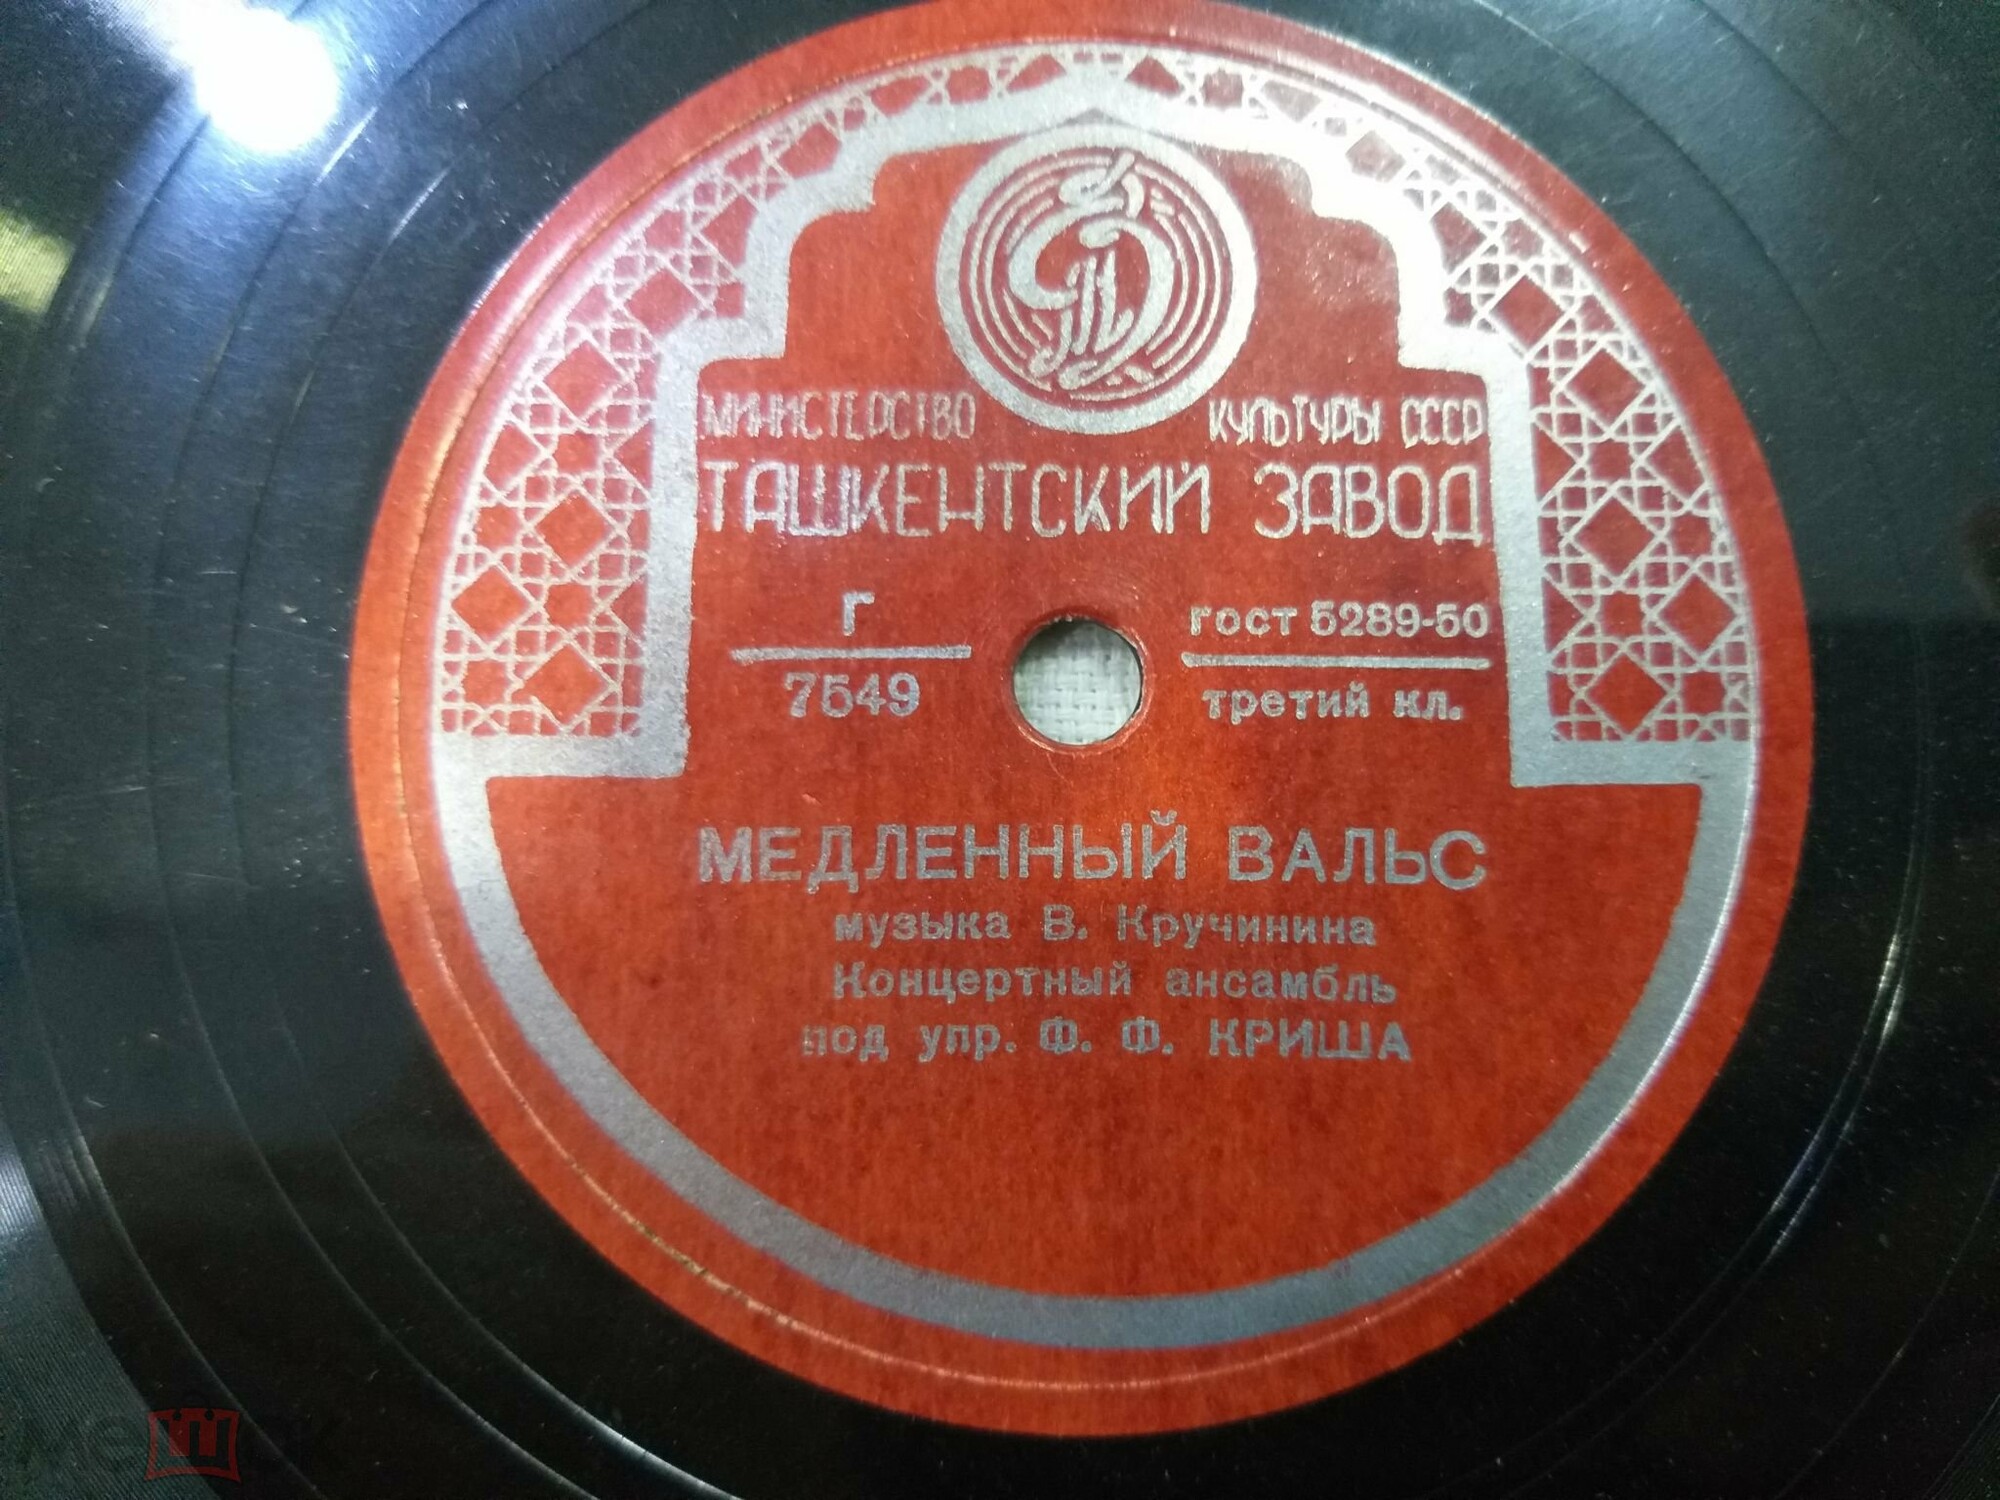 МИНИСТЕРСТВО КУЛЬТУРЫ СССР
ТАШКЕНТСКИЙ ЗАВОД
Г
7549
ГОСТ 5289-50
третий кл.
МЕДЛЕННЫЙ ВАЛЬС
музыка В. Кручинина
Концертный ансамбль
под упр. Ф. Ф. КРИША
мешок